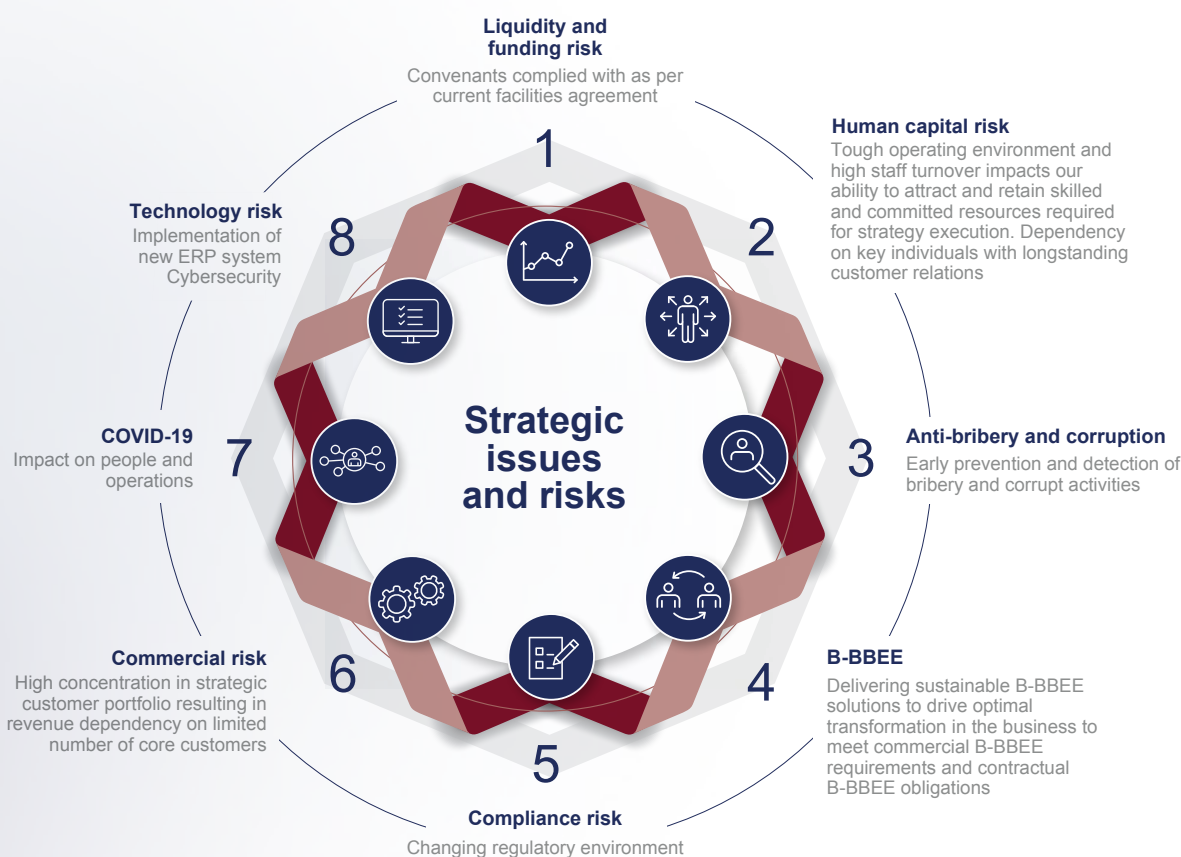 Strategic
issues
and risks
1
Liquidity and
funding risk
Convenants complied with as per
current facilities agreement
2
Human capital risk
Tough operating environment and
high staff turnover impacts our
ability to attract and retain skilled
and committed resources required
for strategy execution. Dependency
on key individuals with longstanding
customer relations
3
Anti-bribery and corruption
Early prevention and detection of
bribery and corrupt activities
4
B-BBEE
Delivering sustainable B-BBEE
solutions to drive optimal
transformation in the business to
meet commercial B-BBEE
requirements and contractual
B-BBEE obligations
5
Compliance risk
Changing regulatory environment
6
Commercial risk
High concentration in strategic
customer portfolio resulting in
revenue dependency on limited
number of core customers
7
COVID-19
Impact on people and
operations
8
Technology risk
Implementation of
new ERP system
Cybersecurity